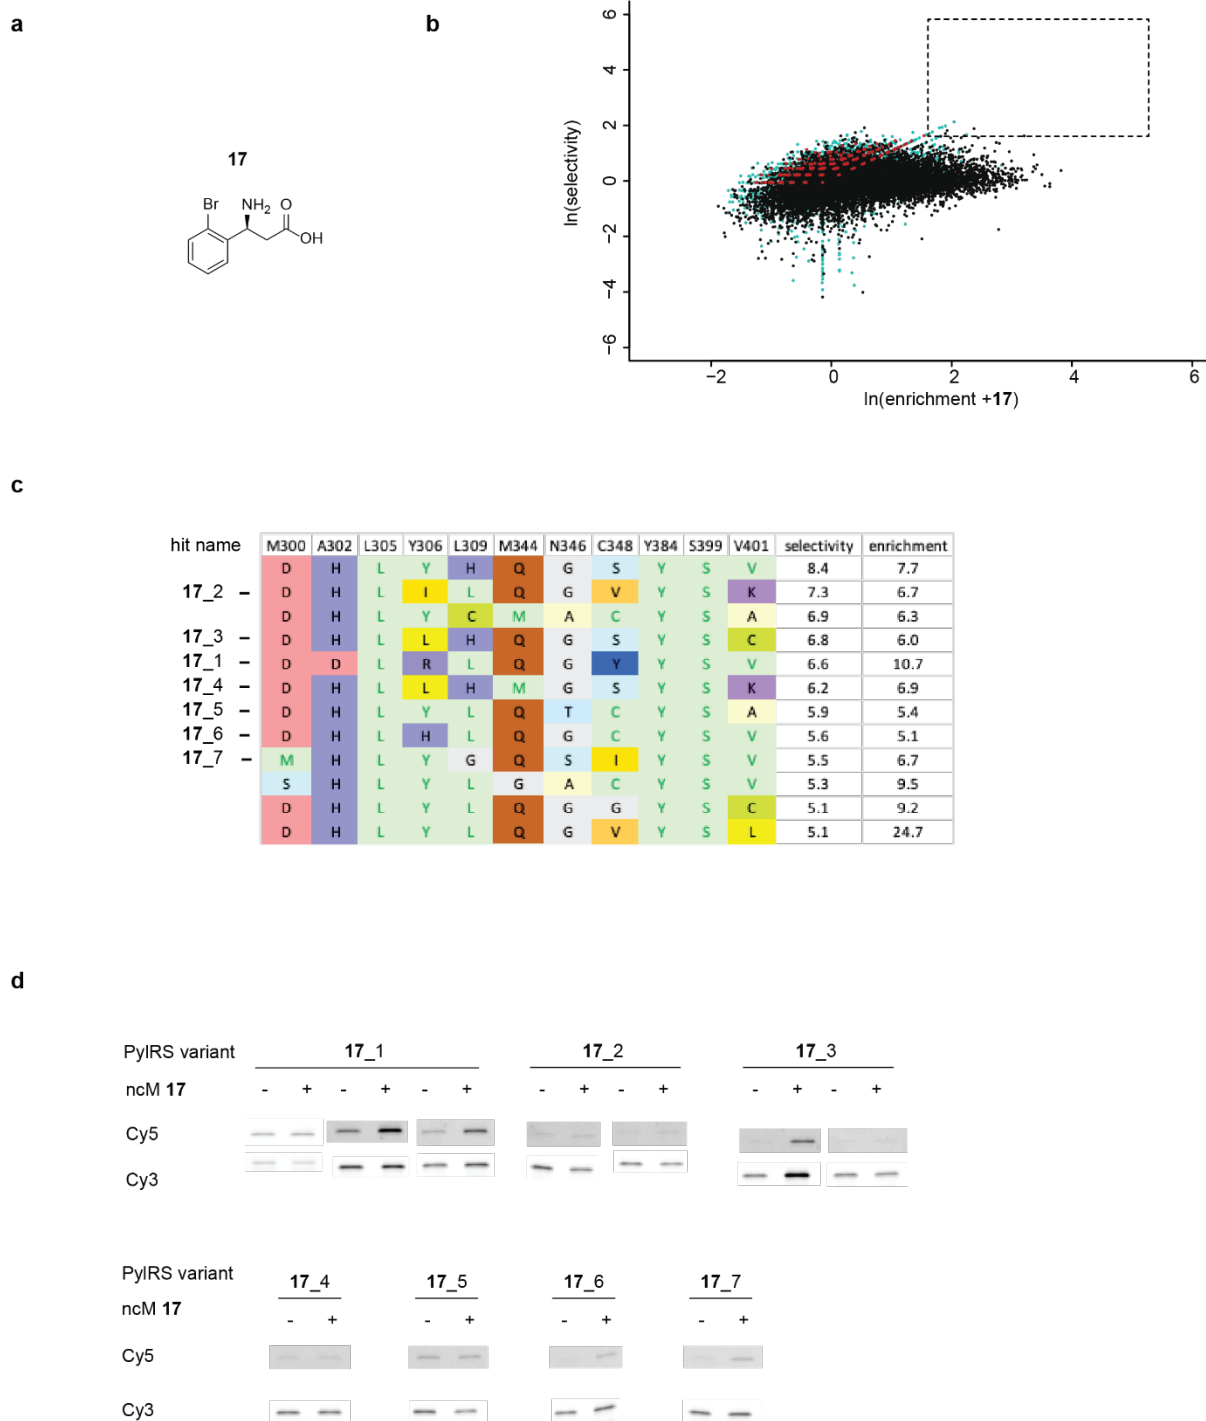 a
b
17
Br
NH2
O
OH
ln(selectivity)
6
4
2
0
−2
−4
−6
−2
0
2
4
6
ln(enrichment +17)
c
hit name M300 A302 L305 Y306 L309 M344 N346 C348 Y384 S399 V401 selectivity enrichment
D H L Y H Q G S Y S V 8.4 7.7
17_2 – D H L I L Q G V Y S K 7.3 6.7
D H L Y C M A C Y S A 6.9 6.3
17_3 – D H L L H Q G S Y S C 6.8 6.0
17_1 – D D L R L Q G Y Y S V 6.6 10.7
17_4 – D H L L H M G S Y S K 6.2 6.9
17_5 – D H L Y L Q T C Y S A 5.9 5.4
17_6 – D H L H L Q G C Y S V 5.6 5.1
17_7 – M H L Y G Q S I Y S V 5.5 6.7
S H L Y L G A C Y S V 5.3 9.5
D H L Y L Q G G Y S C 5.1 9.2
D H L Y L Q G V Y S L 5.1 24.7
d
PylRS variant 17_1 17_2 17_3
ncM 17 - + - + - + - + - + - + - +
Cy5
Cy3
PylRS variant 17_4 17_5 17_6 17_7
ncM 17 - + - + - + - +
Cy5
Cy3